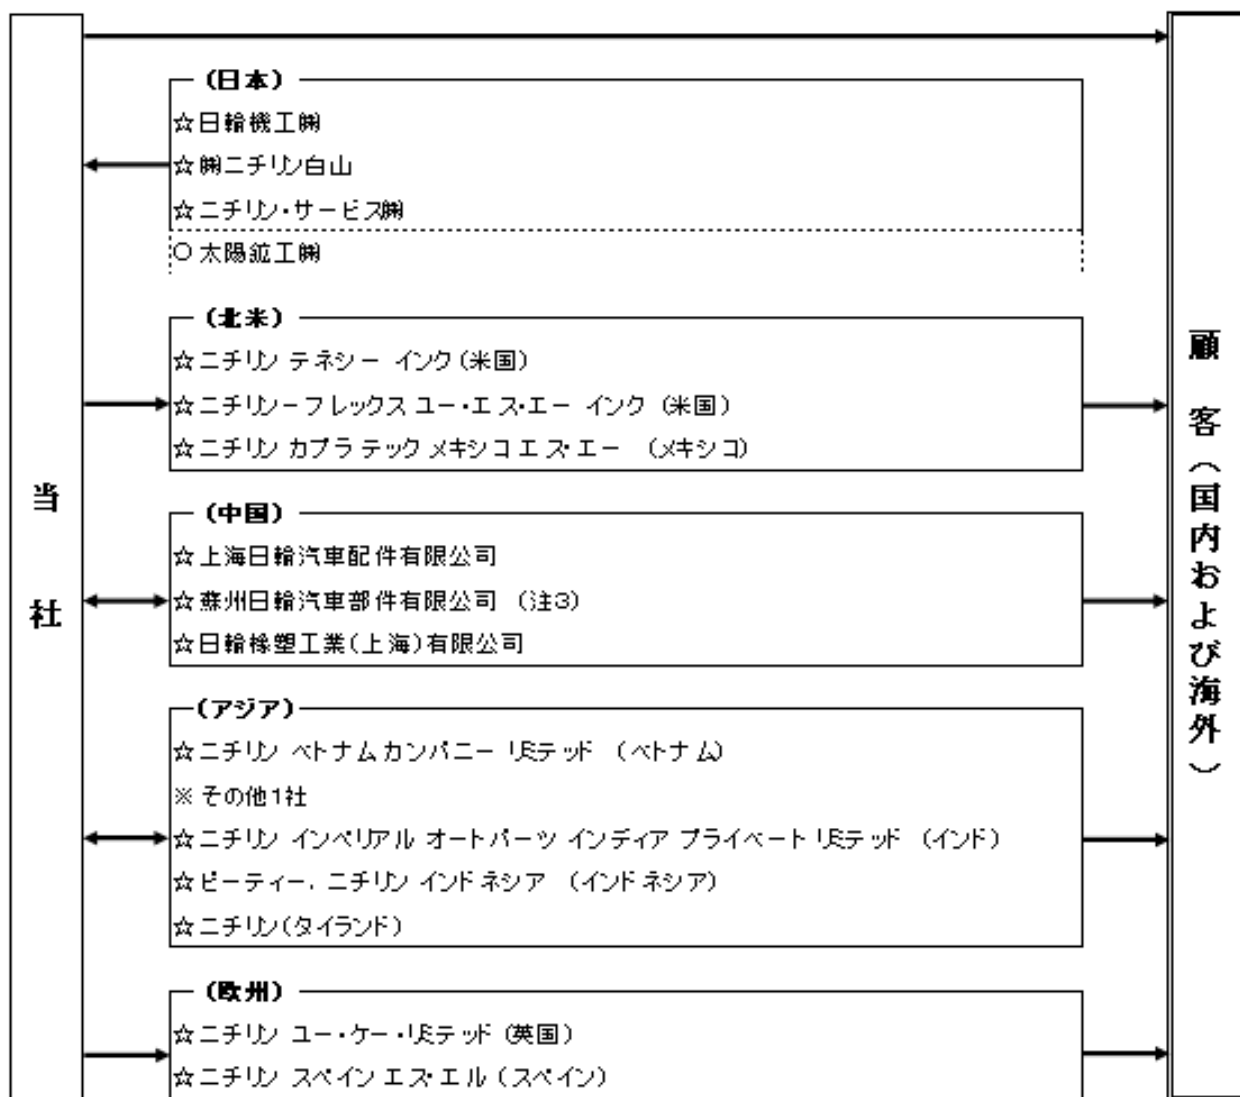 当社
(日本)
☆日輪機工㈱
☆㈱ニチリン白山
☆ニチリン・サービス㈱
○太陽鉱工㈱
(北米)
☆ニチリン テネシー インク(米国)
☆ニチリン-フレックス ユー・エス・エー インク (米国)
☆ニチリン カプラ テック メキシコ エス・エー (メキシコ)
(中国)
☆上海日輪汽車配件有限公司
☆蘇州日輪汽車部件有限公司 (注3)
☆日輪橡塑工業(上海)有限公司
(アジア)
☆ニチリン ベトナム カンパニー リミテッド (ベトナム)
※ その他1社
☆ニチリン インペリアル オートパーツ インディア プライベート リミテッド (インド)
☆ピーティー. ニチリン インドネシア (インドネシア)
☆ニチリン(タイランド)
(欧州)
☆ニチリン ユー・ケー・リミテッド (英国)
☆ニチリン スペイン エス・エル (スペイン)
顧客(国内および海外)